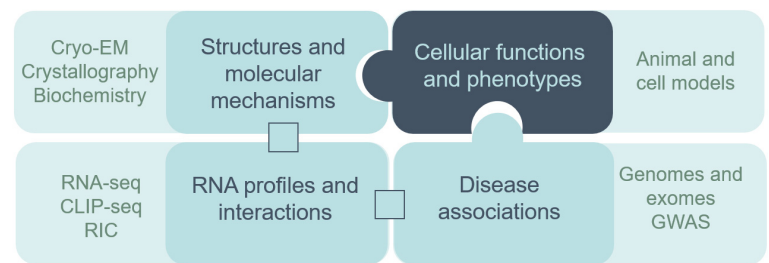 Cryo-EM
Crystallography
Biochemistry
Structures and
molecular
mechanisms
Cellular functions
and phenotypes
Animal and
cell models
RNA-seq
CLIP-seq
RIC
RNA profiles and
interactions
Disease
associations
Genomes and
exomes
GWAS